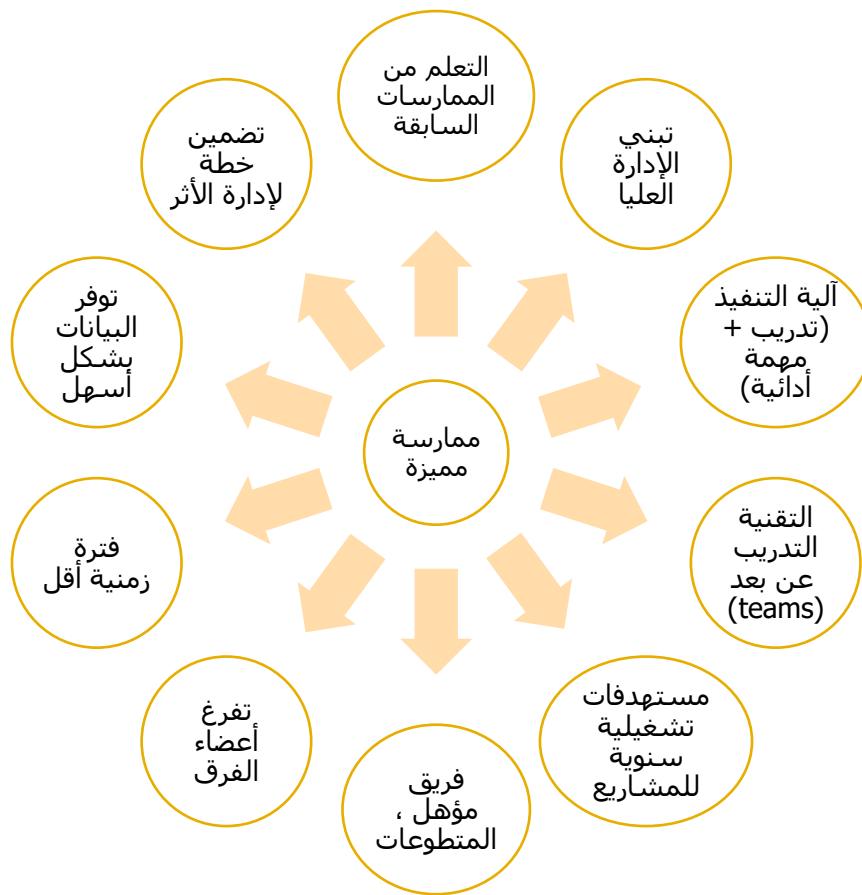 التعلم من
الممارسات
السابقة
تبني
الإدارة
العليا
آلية التنفيذ
(تدريب +
مهمة
أدائية)
التقنية
التدريب
عن بعد
(teams)
مستهدفات
تشغيلية
سنوية
للمشاريع
فريق
مؤهل ،
المتطوعات
تفرغ
أعضاء
الفرق
فترة
زمنية أقل
توفر
البيانات
بشكل
أسهل
تضمين
خطة
لإدارة الأثر
ممارسة
مميزة